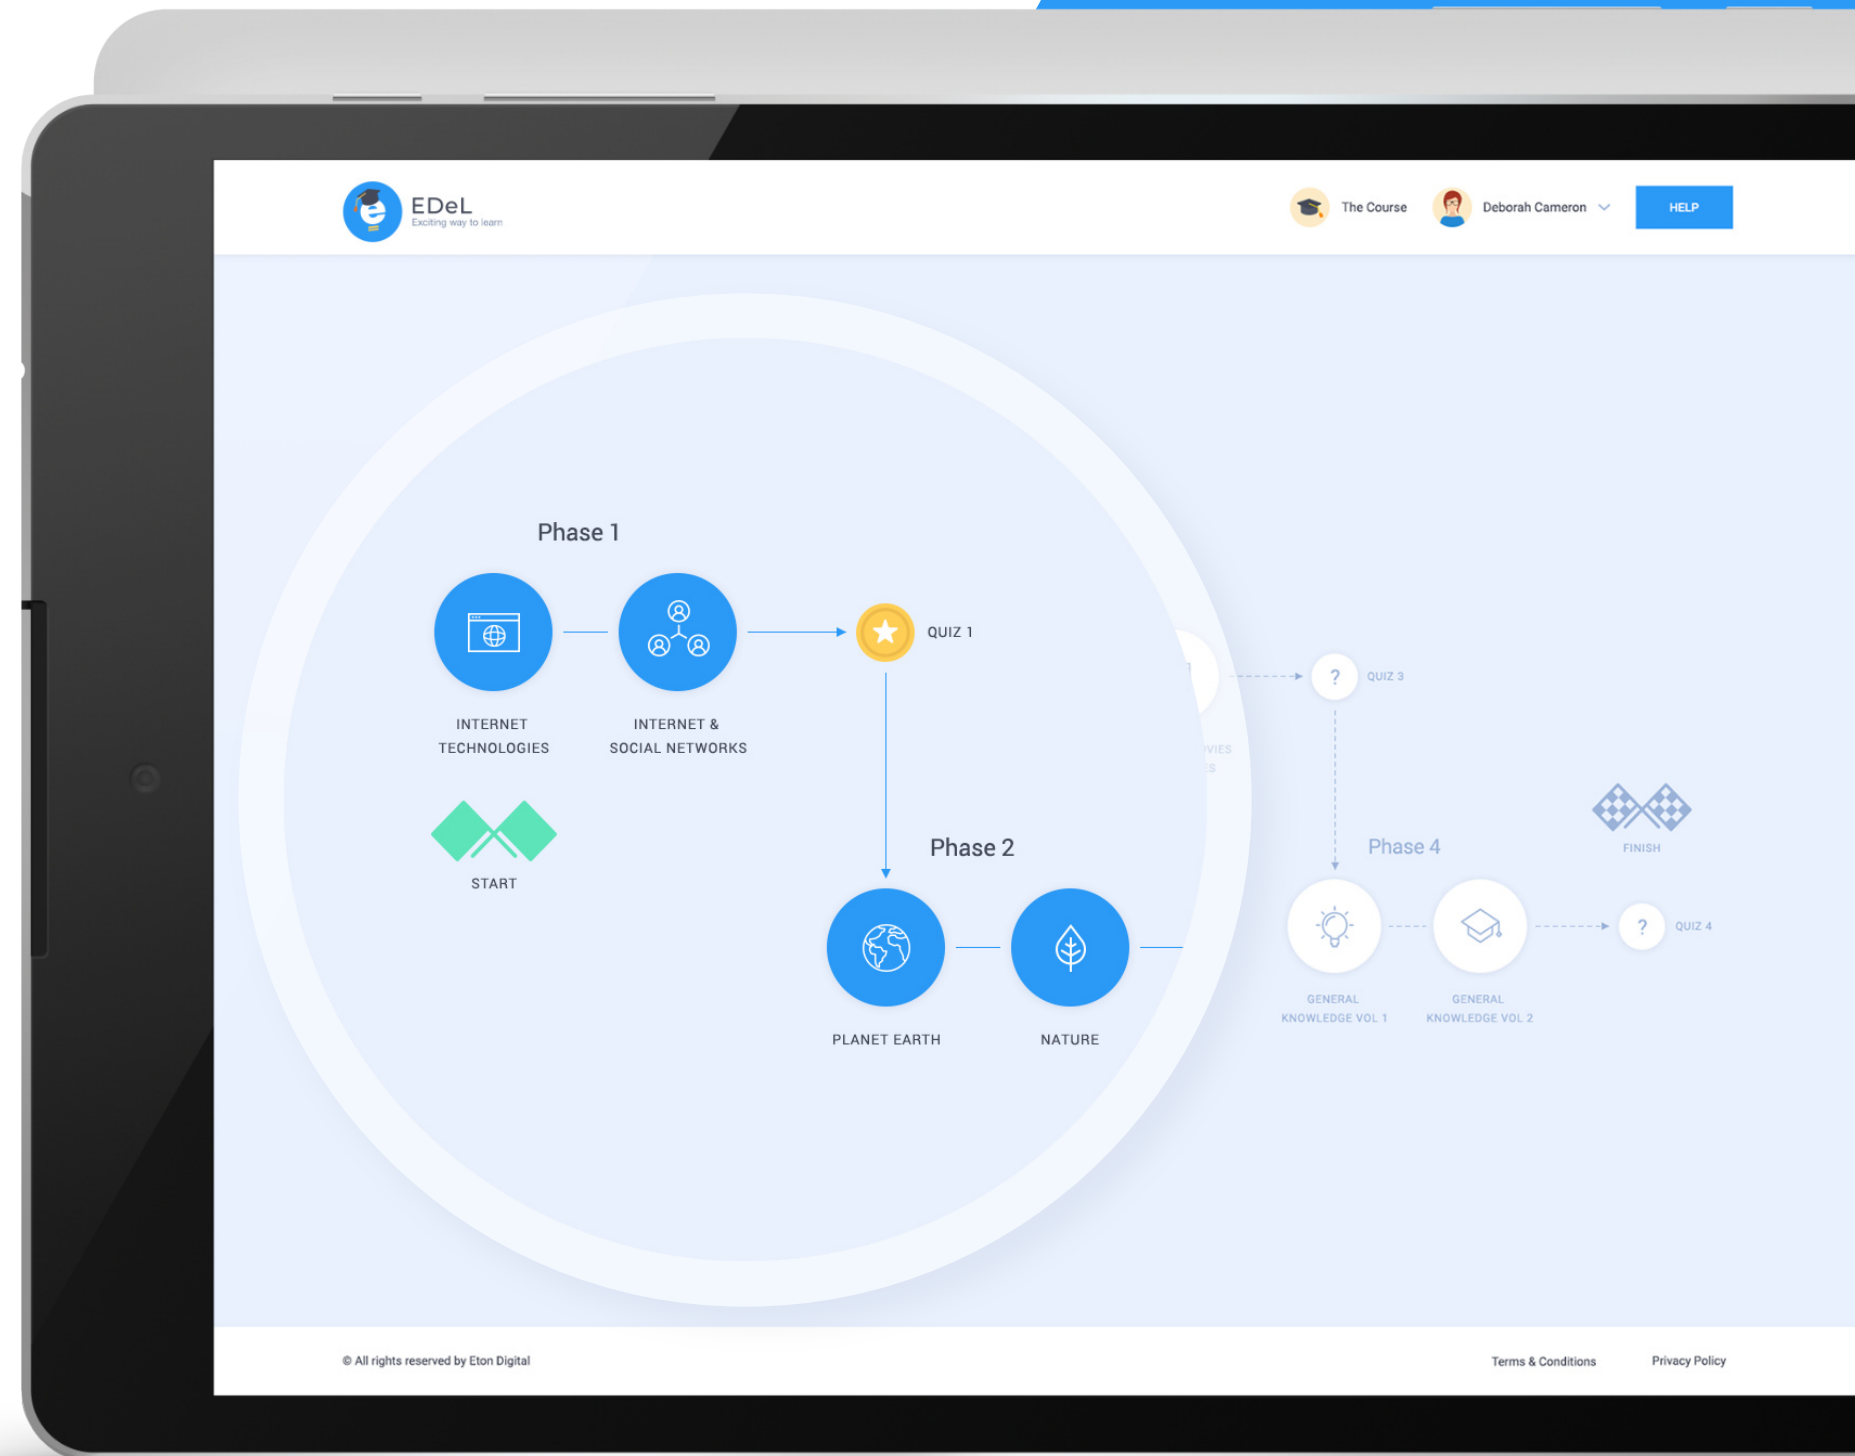 EDeL
Exciting way to learn
The Course
Deborah Cameron
HELP
Phase 1
QUIZ 1
INTERNET
TECHNOLOGIES
INTERNET &
SOCIAL NETWORKS
START
Phase 2
PLANET EARTH
NATURE
? QUIZ 3
Phase 4
FINISH
? QUIZ 4
GENERAL
KNOWLEDGE VOL 1
GENERAL
KNOWLEDGE VOL 2
© All rights reserved by Eton Digital
Terms & Conditions
Privacy Policy